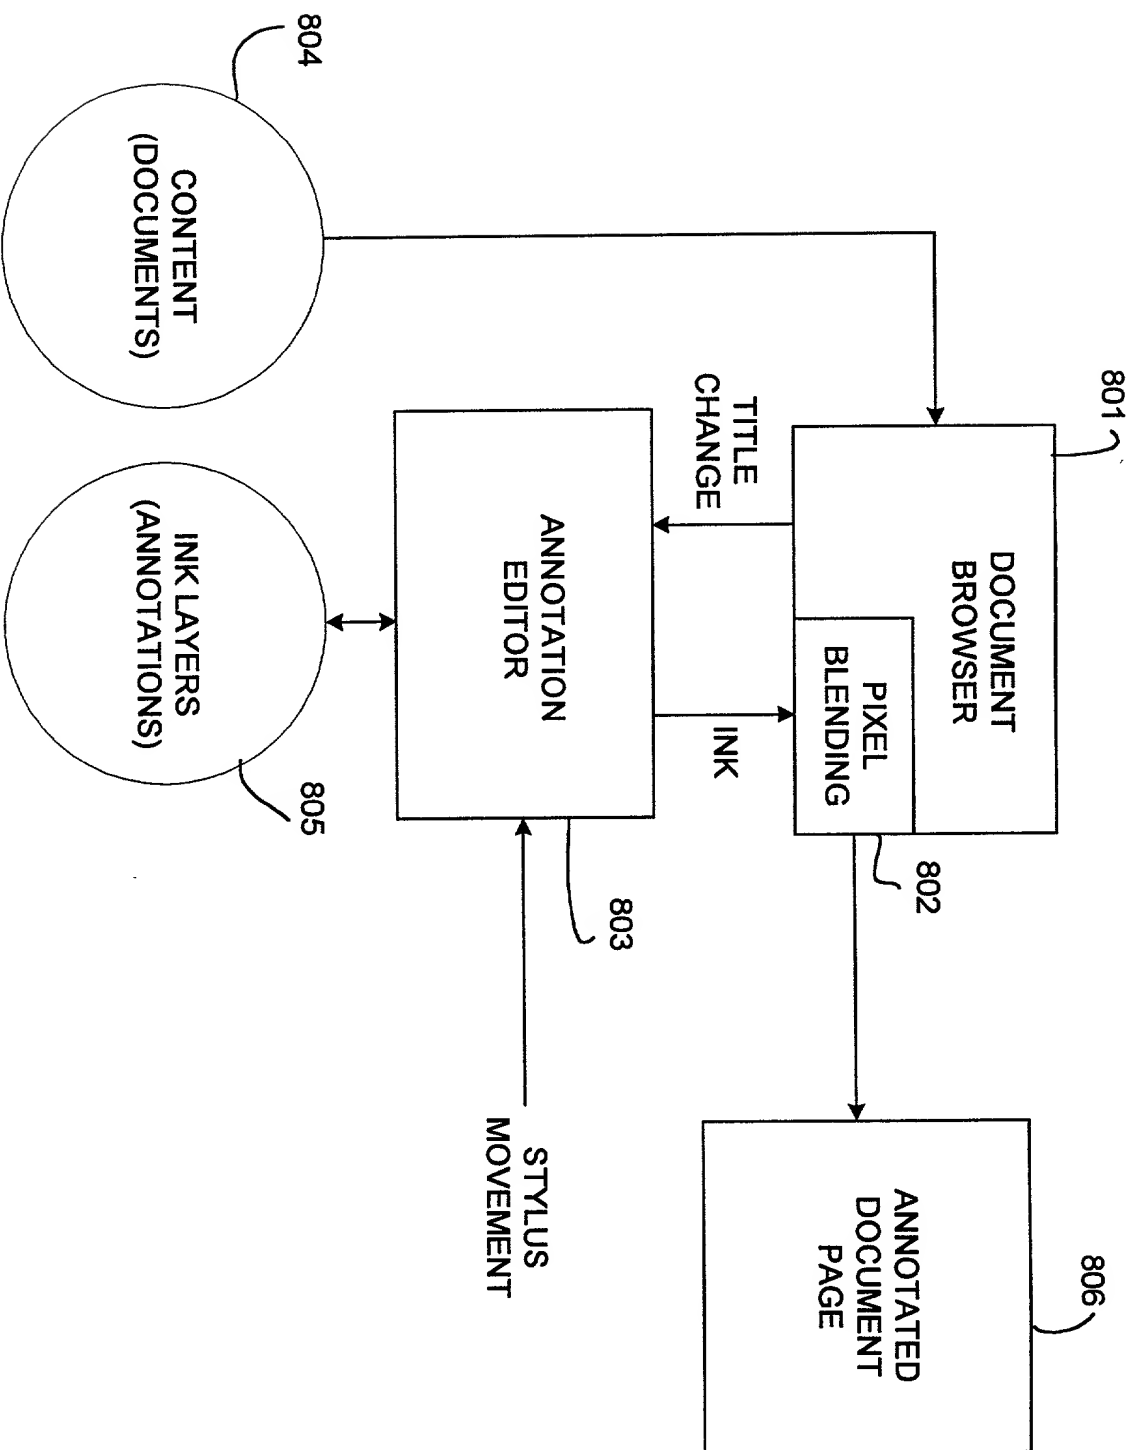 801
DOCUMENT
BROWSER
PIXEL
BLENDING
802
806
ANNOTATED
DOCUMENT
PAGE
TITLE
CHANGE
INK
804
CONTENT
(DOCUMENTS)
ANNOTATION
EDITOR
803
STYLUS
MOVEMENT
INK LAYERS
(ANNOTATIONS)
805